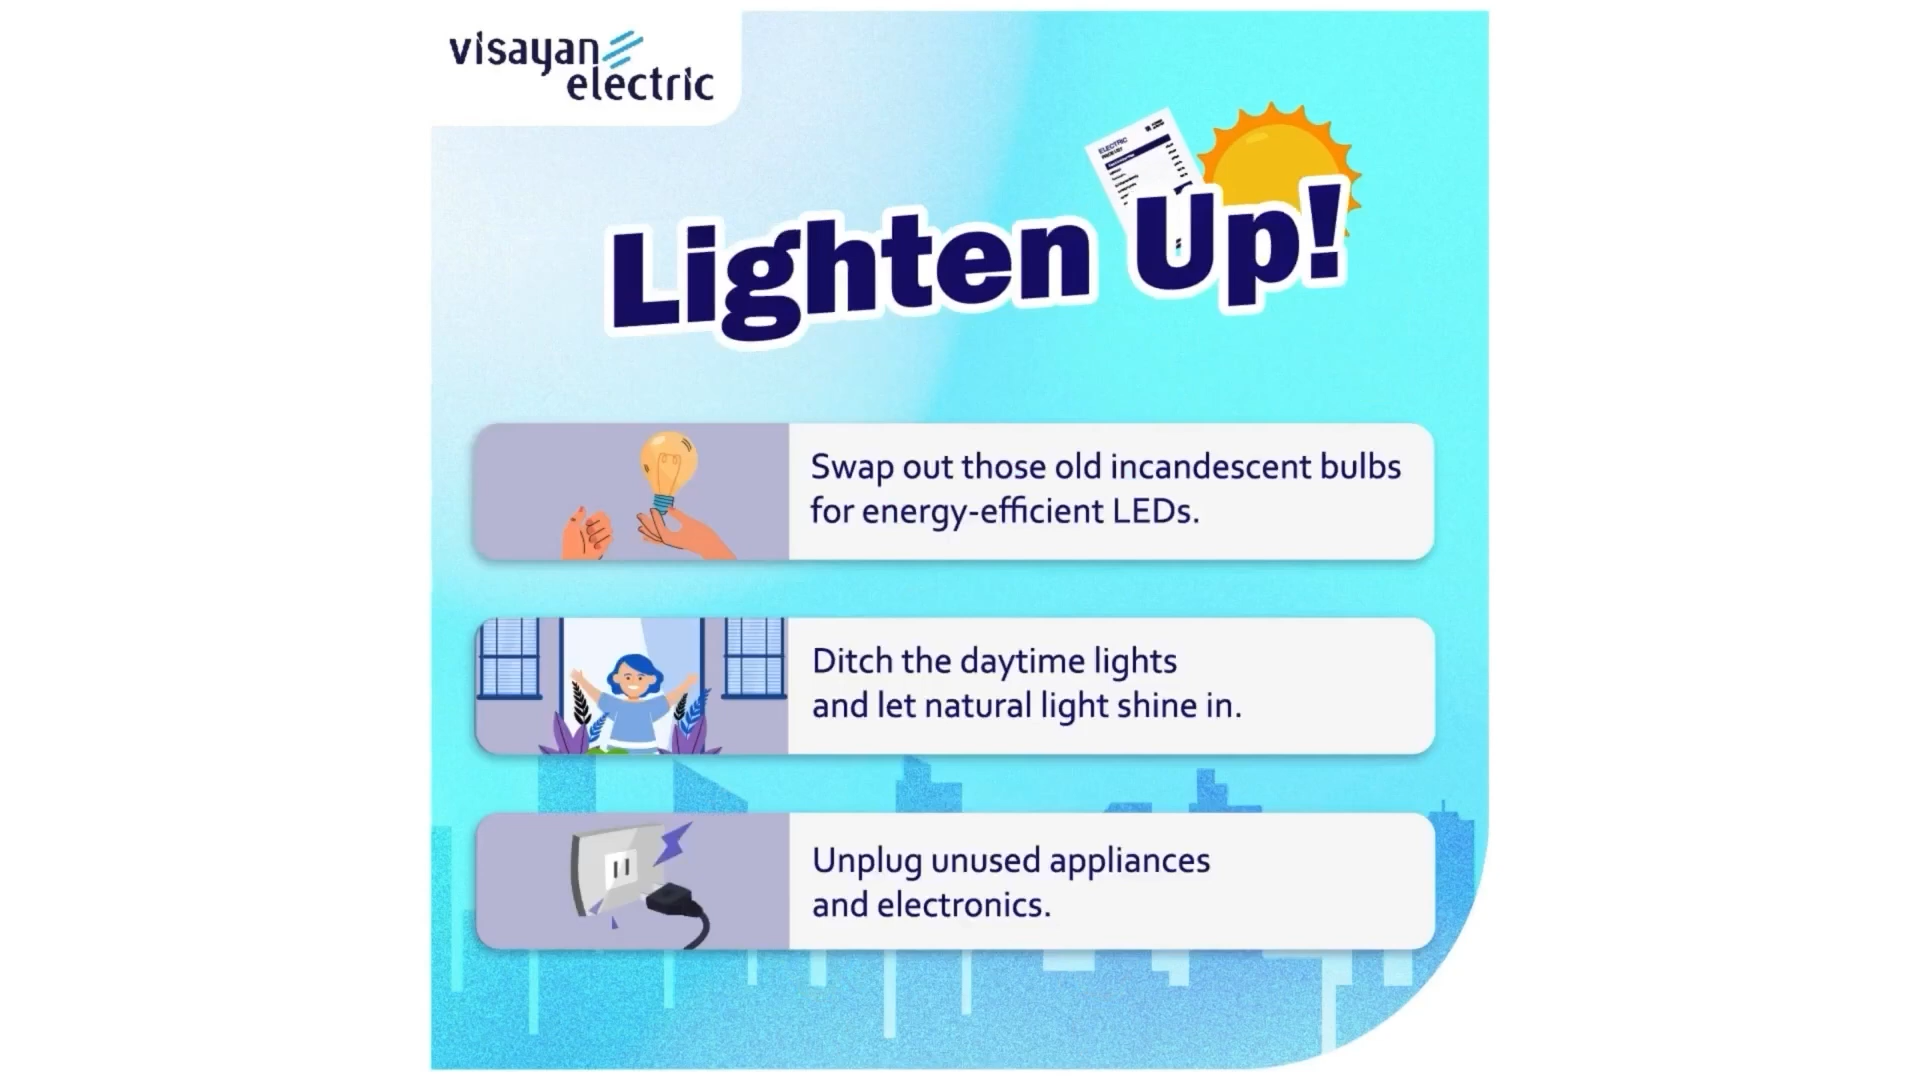 visayan
electric
ELECTRIC
Lighten Up!
Swap out those old incandescent bulbs
for energy-efficient LEDs.
Ditch the daytime lights
and let natural light shine in.
Unplug unused appliances
and electronics.